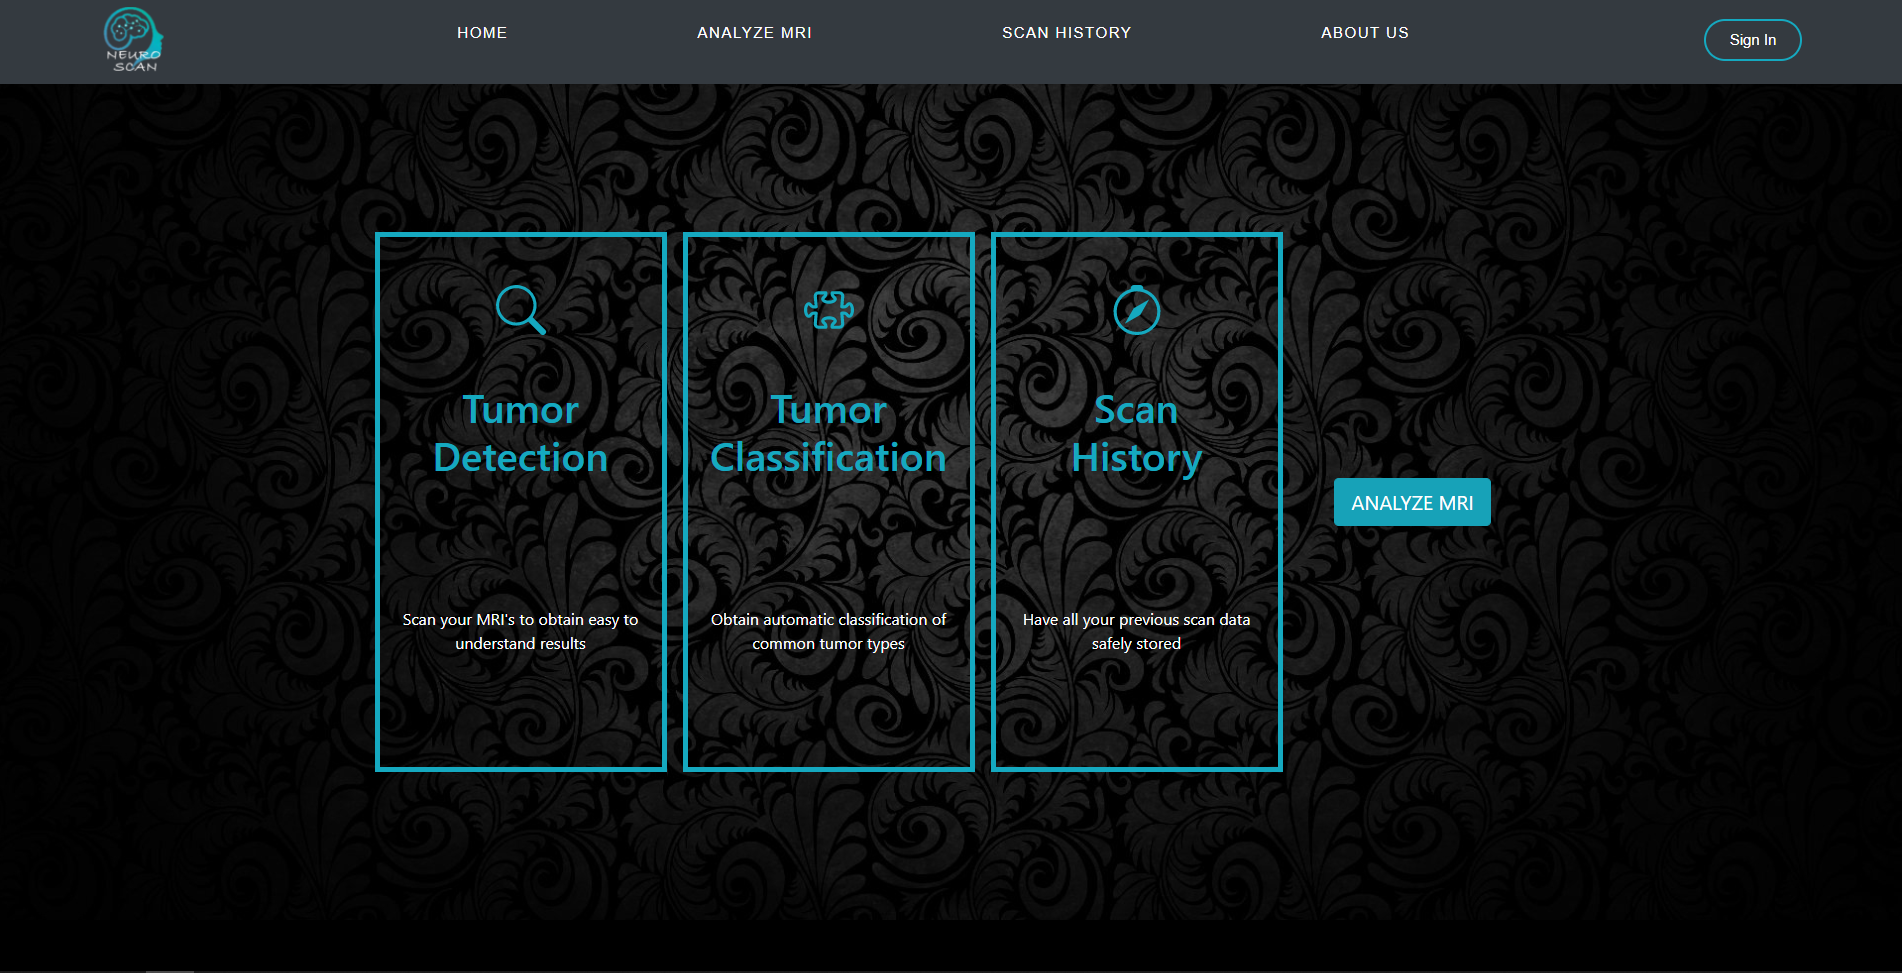 NEURO
SCAN
HOME
ANALYZE MRI
SCAN HISTORY
ABOUT US
Sign In
Tumor
Detection
Scan your MRI's to obtain easy to
understand results
Tumor
Classification
Obtain automatic classification of
common tumor types
Scan
History
Have all your previous scan data
safely stored
ANALYZE MRI